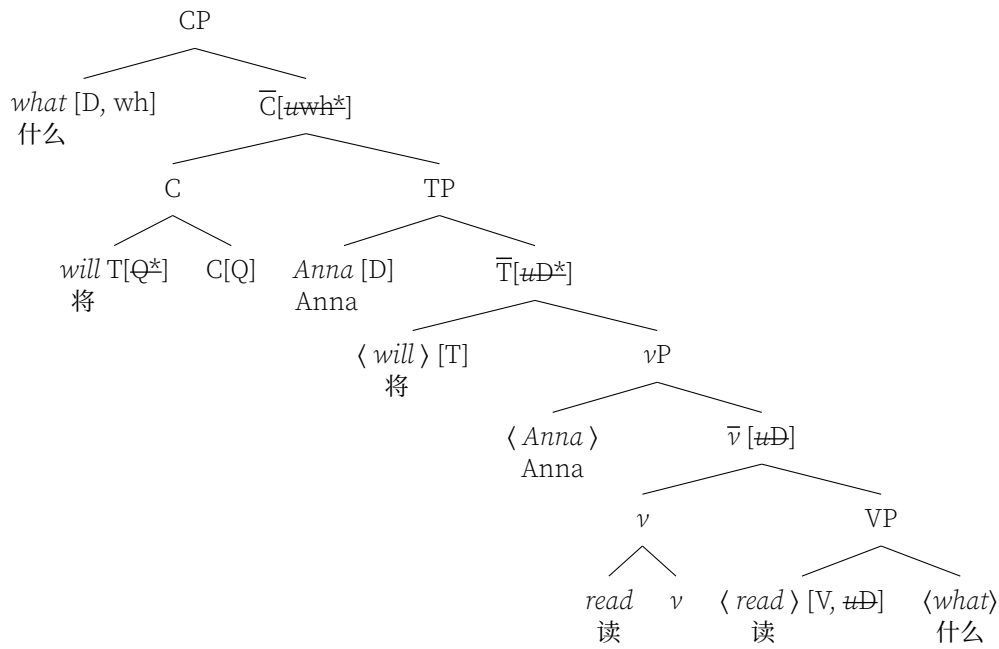 CP
what [D, wh] C̅[uwh*]
什么
C TP
will T[Q*] C[Q] Anna [D] T̅[uD*]
将 Anna
⟨ will ⟩ [T] vP
将
⟨ Anna ⟩ v̅ [uD]
Anna
v VP
read v ⟨ read ⟩ [V, uD] ⟨what⟩
读 读 什么